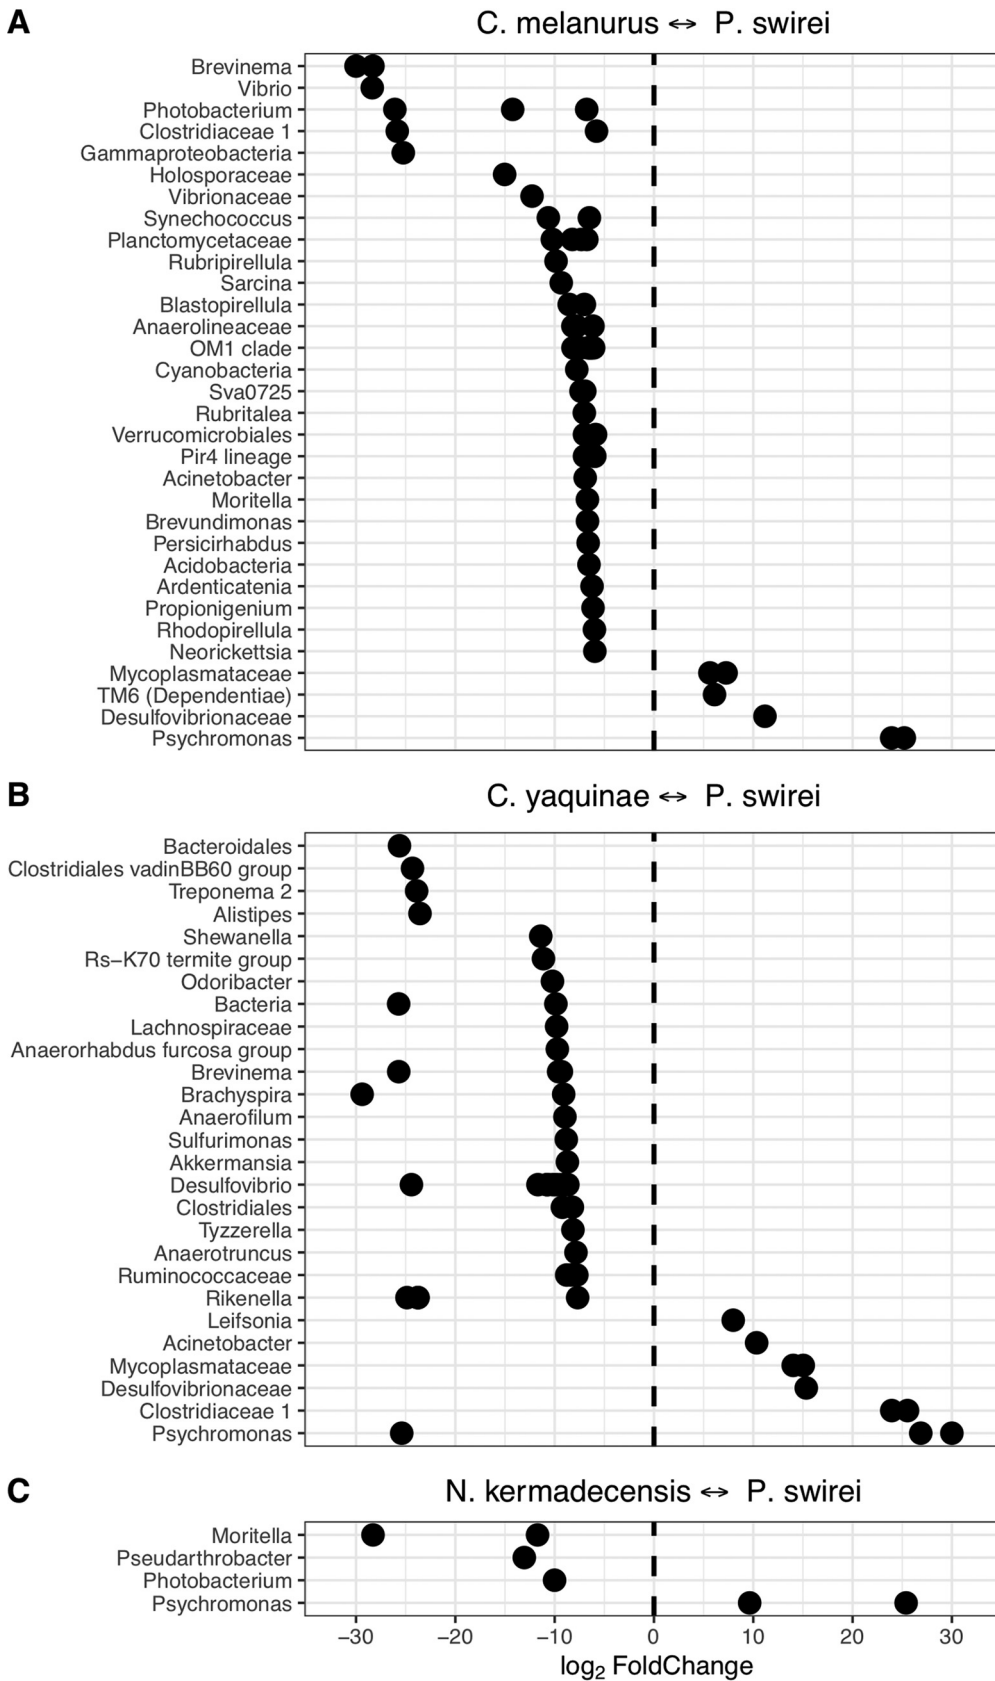 A
C. melanurus ↔ P. swirei
Brevinema
Vibrio
Photobacterium
Clostridiaceae 1
Gammaproteobacteria
Holosporaceae
Vibrionaceae
Synechococcus
Planctomycetaceae
Rubripirellula
Sarcina
Blastopirellula
Anaerolineaceae
OM1 clade
Cyanobacteria
Sva0725
Rubritalea
Verrucomicrobiales
Pir4 lineage
Acinetobacter
Moritella
Brevundimonas
Persicirhabdus
Acidobacteria
Ardenticatenia
Propionigenium
Rhodopirellula
Neorickettsia
Mycoplasmataceae
TM6 (Dependentiae)
Desulfovibrionaceae
Psychromonas
B
C. yaquinae ↔ P. swirei
Bacteroidales
Clostridiales vadinBB60 group
Treponema 2
Alistipes
Shewanella
Rs−K70 termite group
Odoribacter
Bacteria
Lachnospiraceae
Anaerorhabdus furcosa group
Brevinema
Brachyspira
Anaerofilum
Sulfurimonas
Akkermansia
Desulfovibrio
Clostridiales
Tyzzerella
Anaerotruncus
Ruminococcaceae
Rikenella
Leifsonia
Acinetobacter
Mycoplasmataceae
Desulfovibrionaceae
Clostridiaceae 1
Psychromonas
C
N. kermadecensis ↔ P. swirei
Moritella
Pseudarthrobacter
Photobacterium
Psychromonas
−30 −20 −10 0 10 20 30
log₂ FoldChange